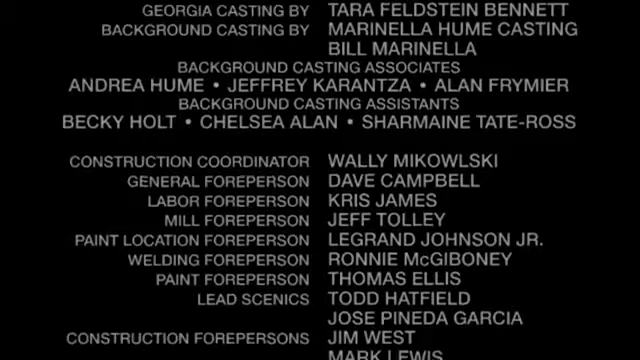 GEORGIA CASTING BY TARA FELDSTEIN BENNETT
BACKGROUND CASTING BY MARINELLA HUME CASTING
BILL MARINELLA
BACKGROUND CASTING ASSOCIATES
ANDREA HUME • JEFFREY KARANTZA • ALAN FRYMIER
BACKGROUND CASTING ASSISTANTS
BECKY HOLT • CHELSEA ALAN • SHARMAINE TATE-ROSS
CONSTRUCTION COORDINATOR WALLY MIKOWLSKI
GENERAL FOREPERSON DAVE CAMPBELL
LABOR FOREPERSON KRIS JAMES
MILL FOREPERSON JEFF TOLLEY
PAINT LOCATION FOREPERSON LEGRAND JOHNSON JR.
WELDING FOREPERSON RONNIE McGIBONEY
PAINT FOREPERSON THOMAS ELLIS
LEAD SCENICS TODD HATFIELD
JOSE PINEDA GARCIA
CONSTRUCTION FOREPERSONS JIM WEST
MARK LEWIS